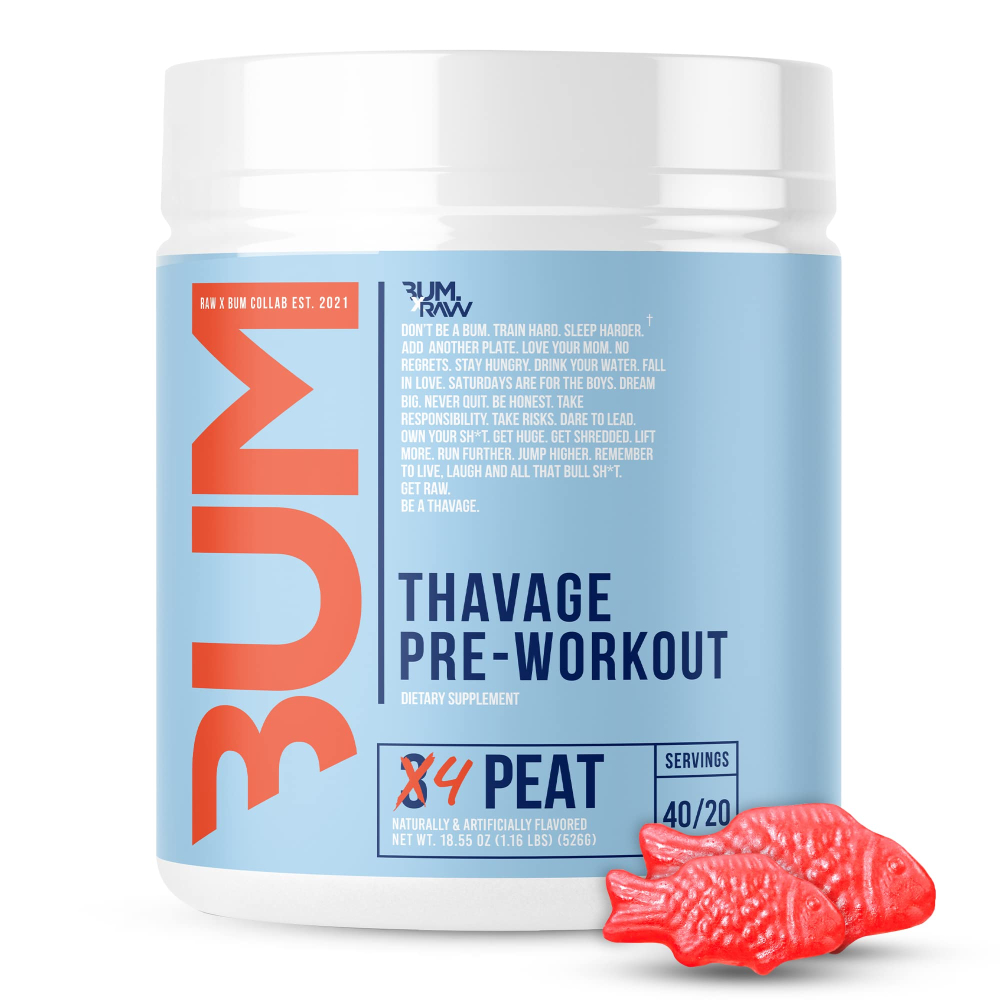 RAW X BUM COLLAB EST. 2021
BUM
BUM.
X RAW
DON'T BE A BUM. TRAIN HARD. SLEEP HARDER.†
ADD ANOTHER PLATE. LOVE YOUR MOM. NO
REGRETS. STAY HUNGRY. DRINK YOUR WATER. FALL
IN LOVE. SATURDAYS ARE FOR THE BOYS. DREAM
BIG. NEVER QUIT. BE HONEST. TAKE
RESPONSIBILITY. TAKE RISKS. DARE TO LEAD.
OWN YOUR SH*T. GET HUGE. GET SHREDDED. LIFT
MORE. RUN FURTHER. JUMP HIGHER. REMEMBER
TO LIVE, LAUGH AND ALL THAT BULL SH*T.
GET RAW.
BE A THAVAGE.
THAVAGE
PRE-WORKOUT
DIETARY SUPPLEMENT
3 4 PEAT
NATURALLY & ARTIFICIALLY FLAVORED
NET WT. 18.55 OZ (1.16 LBS) (526G)
SERVINGS
40/20